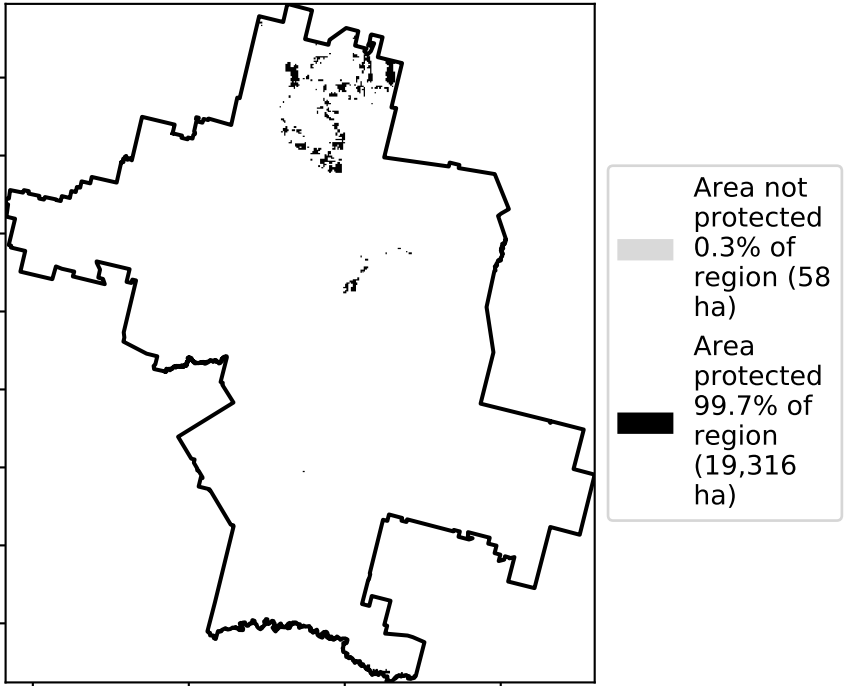 Area not
protected
0.3% of
region (58
ha)
Area
protected
99.7% of
region
(19,316
ha)